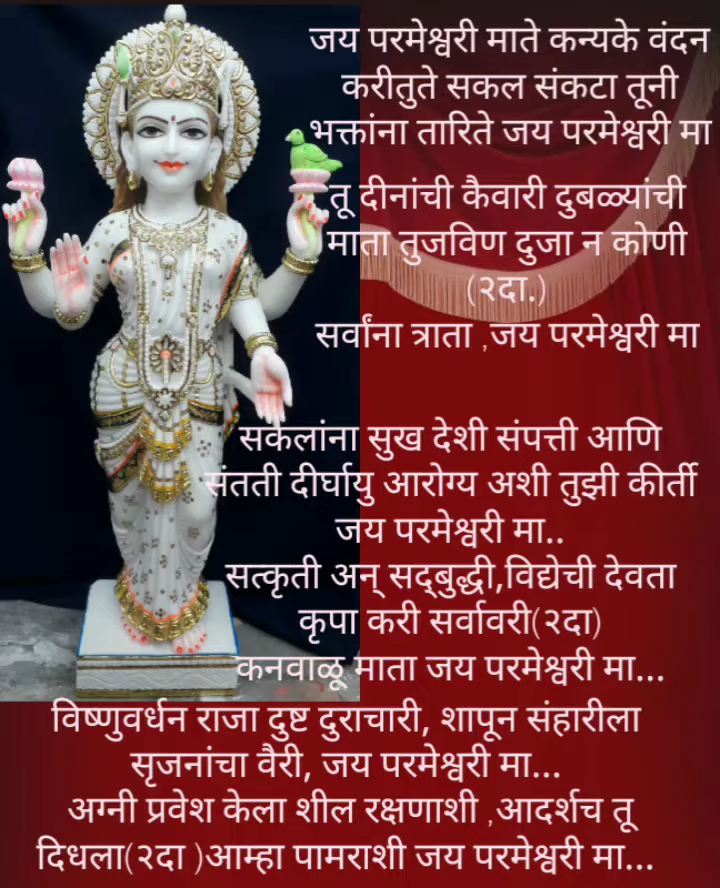 जय परमेश्वरी माते कन्यके वंदन
करीतुते सकल संकटा तूनी
भक्तांना तारिते जय परमेश्वरी मा
तू दीनांची कैवारी दुबळ्यांची
माता तुजविण दुजा न कोणी
(२दा.)
सर्वांना त्राता ,जय परमेश्वरी मा
सकलांना सुख देशी संपत्ती आणि
संतती दीर्घायु आरोग्य अशी तुझी कीर्ती
जय परमेश्वरी मा..
सत्कृती अन् सद्‌बुद्धी,विद्येची देवता
कृपा करी सर्वावरी(२दा)
कनवाळू माता जय परमेश्वरी मा...
विष्णुवर्धन राजा दुष्ट दुराचारी, शापून संहारीला
सृजनांचा वैरी, जय परमेश्वरी मा...
अग्नी प्रवेश केला शील रक्षणाशी ,आदर्शच तू
दिधला(२दा )आम्हा पामराशी जय परमेश्वरी मा...